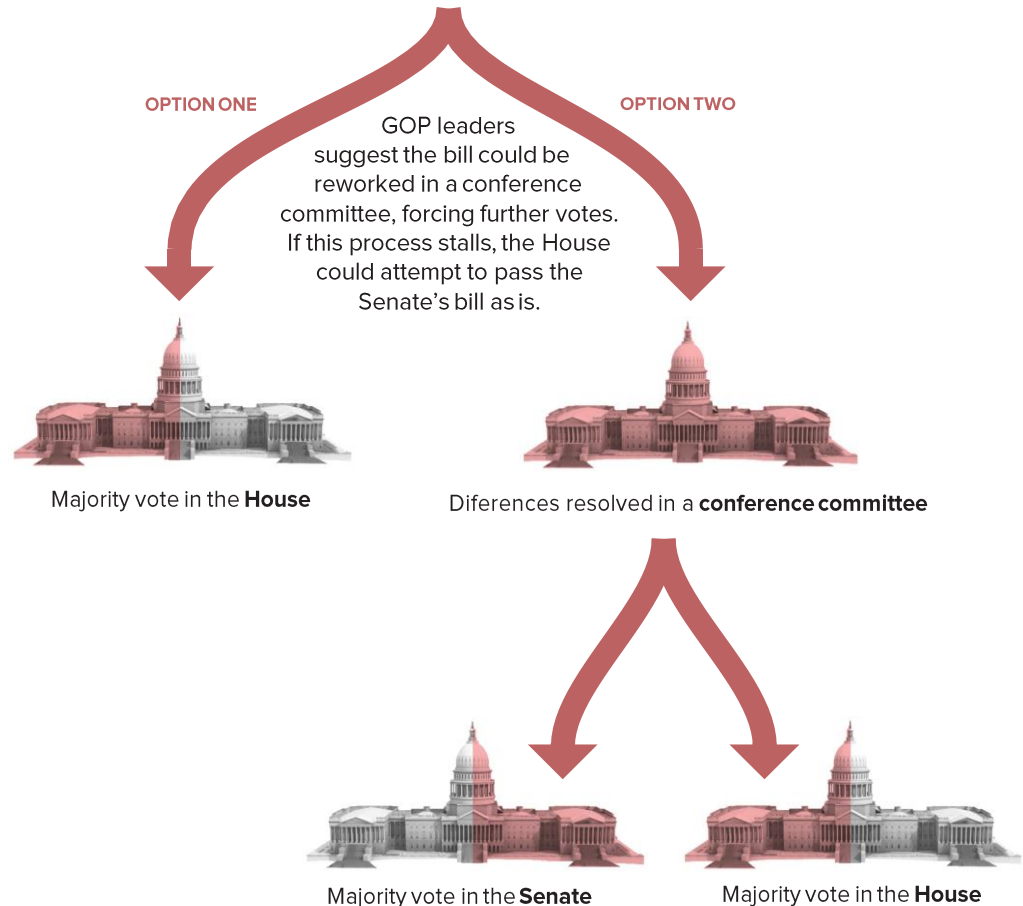 OPTION ONE
OPTION TWO
GOP leaders
suggest the bill could be
reworked in a conference
committee, forcing further votes.
If this process stalls, the House
could attempt to pass the
Senate's bill as is.
Majority vote in the House
Diferences resolved in a conference committee
Majority vote in the Senate
Majority vote in the House